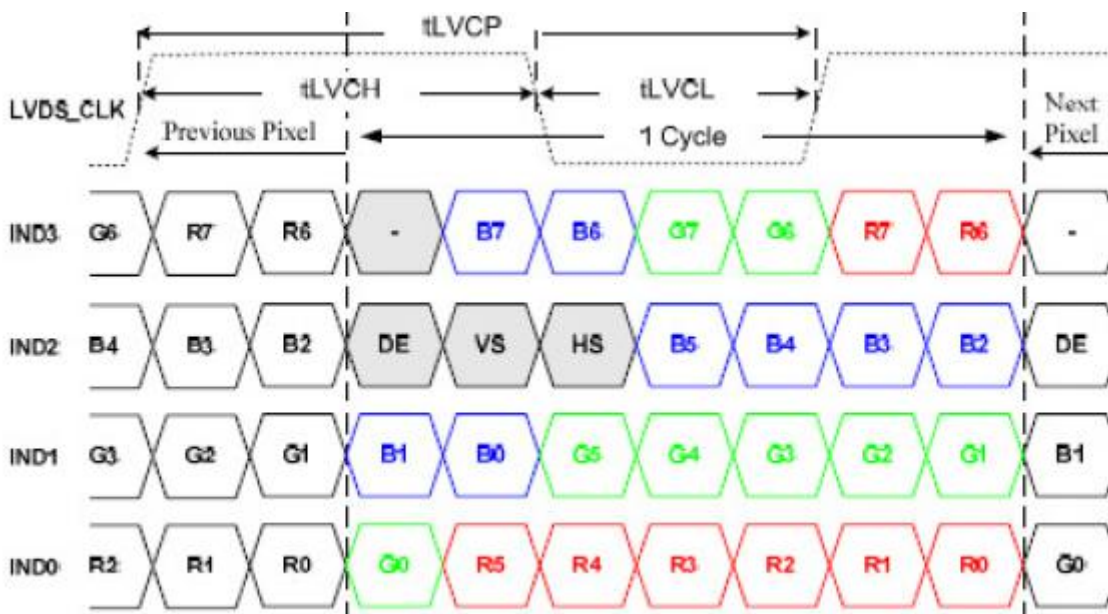 tLVCP
tLVCH tLVCL
LVDS_CLK Previous Pixel 1 Cycle Next Pixel
IND3 G6 R7 R6 - B7 B6 G7 G6 R7 R6 -
IND2 B4 B3 B2 DE VS HS B5 B4 B3 B2 DE
IND1 G3 G2 G1 B1 B0 G5 G4 G3 G2 G1 B1
IND0 R2 R1 R0 G0 R5 R4 R3 R2 R1 R0 G0